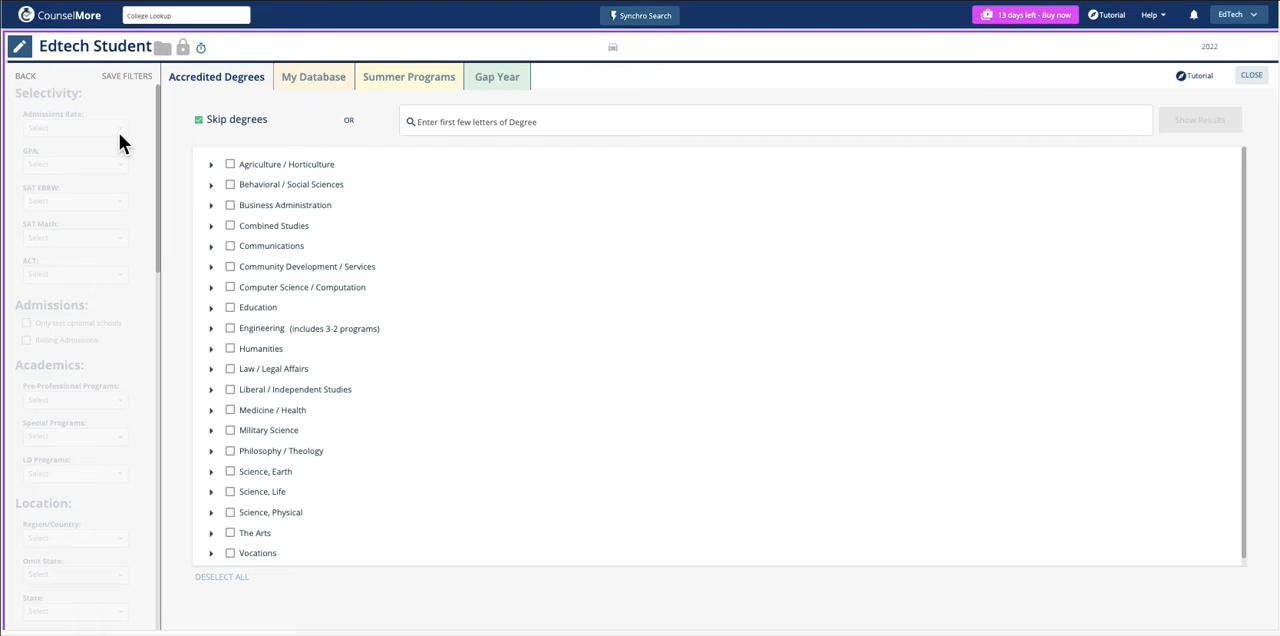 CounselMore
College Lookup
Synchro Search
13 days left - Buy now
Tutorial
Help
EdTech
Edtech Student
2022
BACK
SAVE FILTERS
Accredited Degrees
My Database
Summer Programs
Gap Year
Tutorial
CLOSE
Selectivity:
Admissions Rate:
Select
GPA:
Select
SAT EBRW:
Select
SAT Math:
Select
ACT:
Select
Admissions:
Only test optional schools
Rolling Admissions
Academics:
Pre-Professional Programs:
Select
Special Programs:
Select
LD Programs:
Select
Location:
Region/Country:
Select
Omit State:
Select
State:
Select
Skip degrees
OR
Enter first few letters of Degree
Show Results
Agriculture / Horticulture
Behavioral / Social Sciences
Business Administration
Combined Studies
Communications
Community Development / Services
Computer Science / Computation
Education
Engineering (includes 3-2 programs)
Humanities
Law / Legal Affairs
Liberal / Independent Studies
Medicine / Health
Military Science
Philosophy / Theology
Science, Earth
Science, Life
Science, Physical
The Arts
Vocations
DESELECT ALL